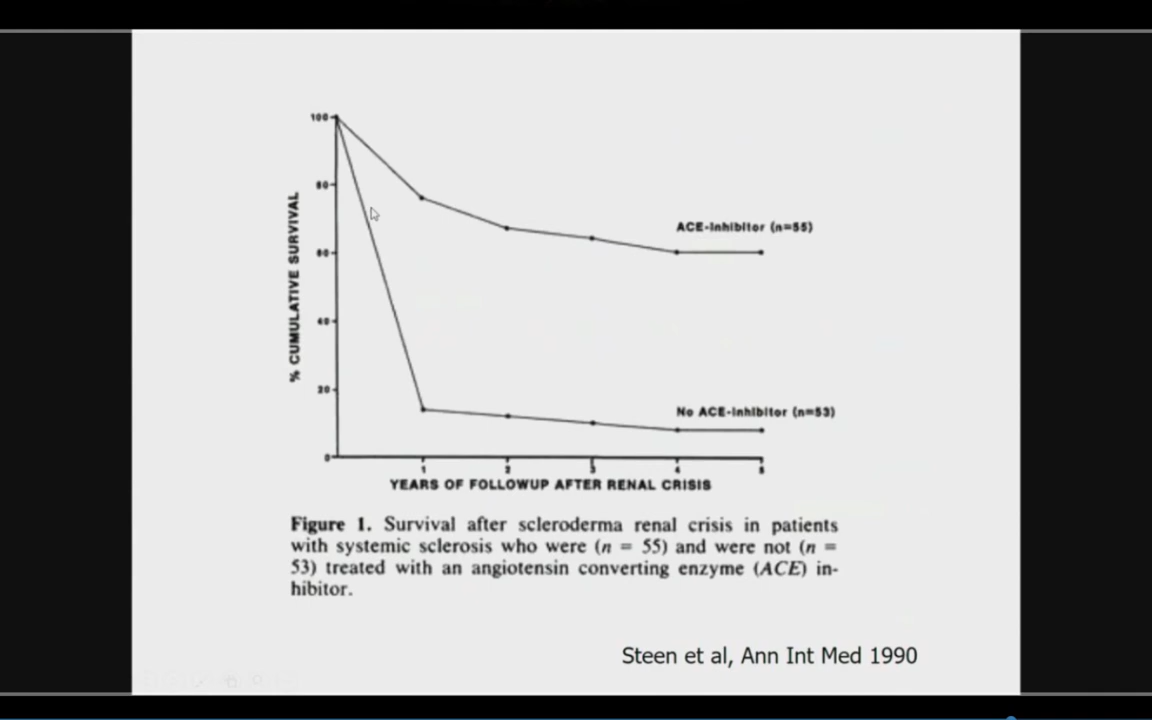 100
80
60
40
20
0
% CUMULATIVE SURVIVAL
ACE-Inhibitor (n=55)
No ACE-Inhibitor (n=53)
1 2 3 4 5
YEARS OF FOLLOWUP AFTER RENAL CRISIS
Figure 1. Survival after scleroderma renal crisis in patients
with systemic sclerosis who were (n = 55) and were not (n =
53) treated with an angiotensin converting enzyme (ACE) in-
hibitor.
Steen et al, Ann Int Med 1990